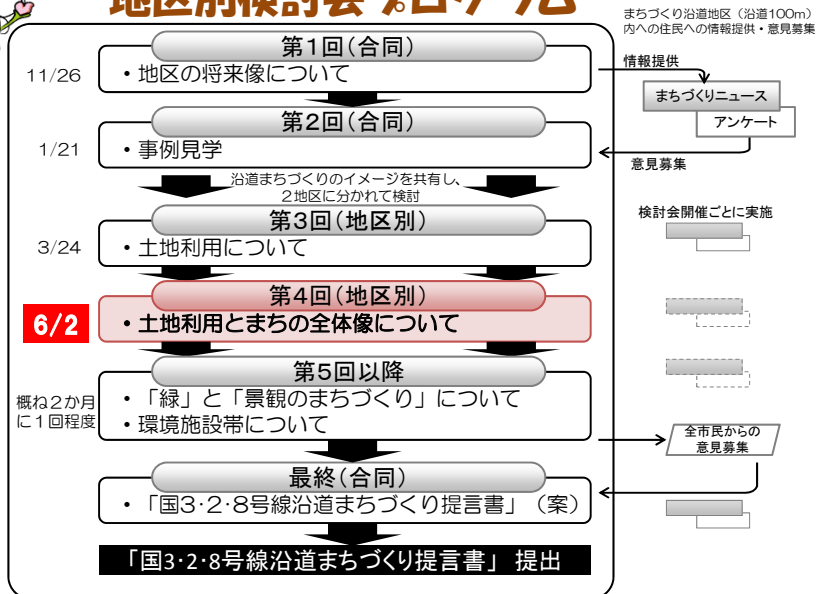 地区別検討会プログラム
まちづくり沿道地区（沿道100m）
内への住民への情報提供・意見募集
第1回(合同)
11/26
・地区の将来像について
情報提供
まちづくりニュース
アンケート
第2回(合同)
1/21
・事例見学
意見募集
沿道まちづくりのイメージを共有し、
２地区に分かれて検討
第3回(地区別)
3/24
・土地利用について
検討会開催ごとに実施
第4回(地区別)
6/2
・土地利用とまちの全体像について
第5回以降
概ね２か月
に１回程度
・「緑」と「景観のまちづくり」について
・環境施設帯について
全市民からの
意見募集
最終(合同)
・「国3･2･8号線沿道まちづくり提言書」（案）
「国3･2･8号線沿道まちづくり提言書」 提出